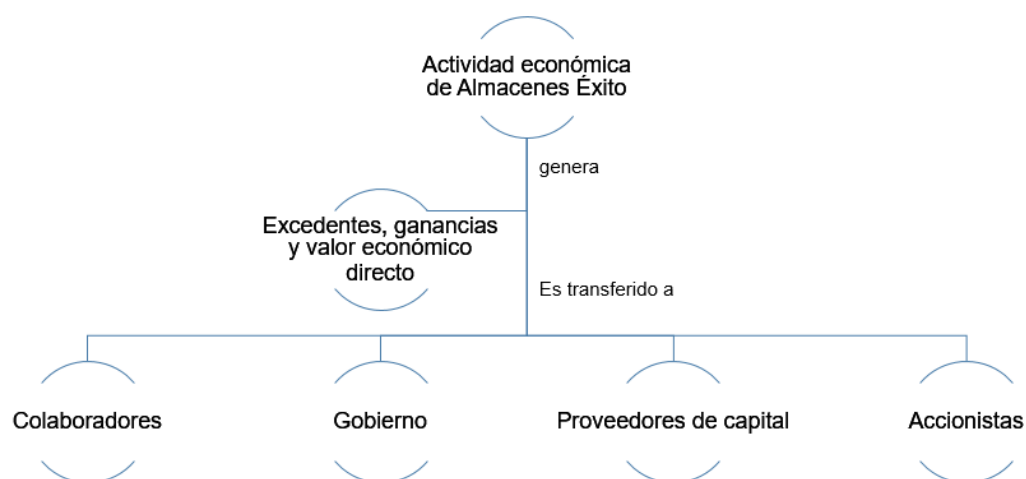 Actividad económica
de Almacenes Éxito
genera
Excedentes, ganancias
y valor económico
directo
Es transferido a
Colaboradores
Gobierno
Proveedores de capital
Accionistas